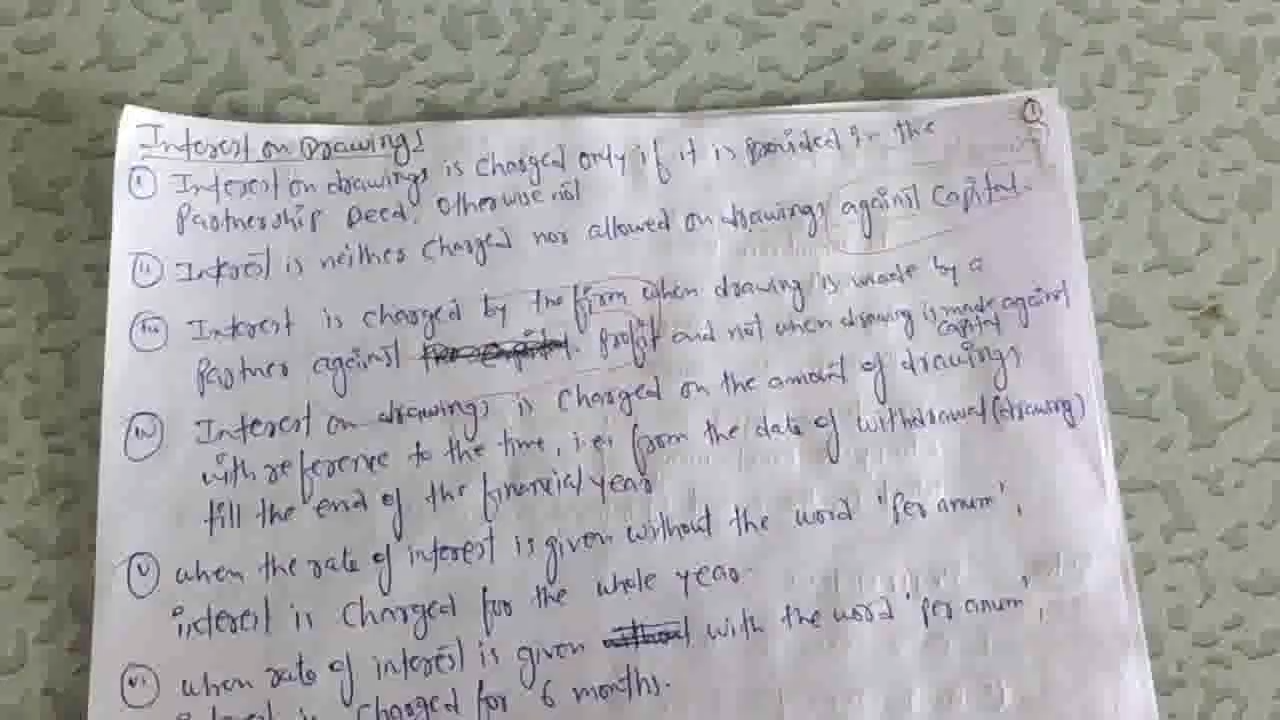 Interest on Drawings
① 
i Interest on drawings is charged only if it is provided in the
Partnership Deed, otherwise not
ii Interest is neither charged nor allowed on drawings against capital.
iii Interest is charged by the firm when drawing is made by a
Partner against Profit and not when drawing is made against
capital
iv Interest on drawings is charged on the amount of drawings
with reference to the time, i.e. from the date of withdrawal (drawing)
till the end of the financial year
v when the rate of interest is given without the word 'per anum',
interest is charged for the whole year.
vi when rate of interest is given with the word 'per anum',
Interest is charged for 6 months.